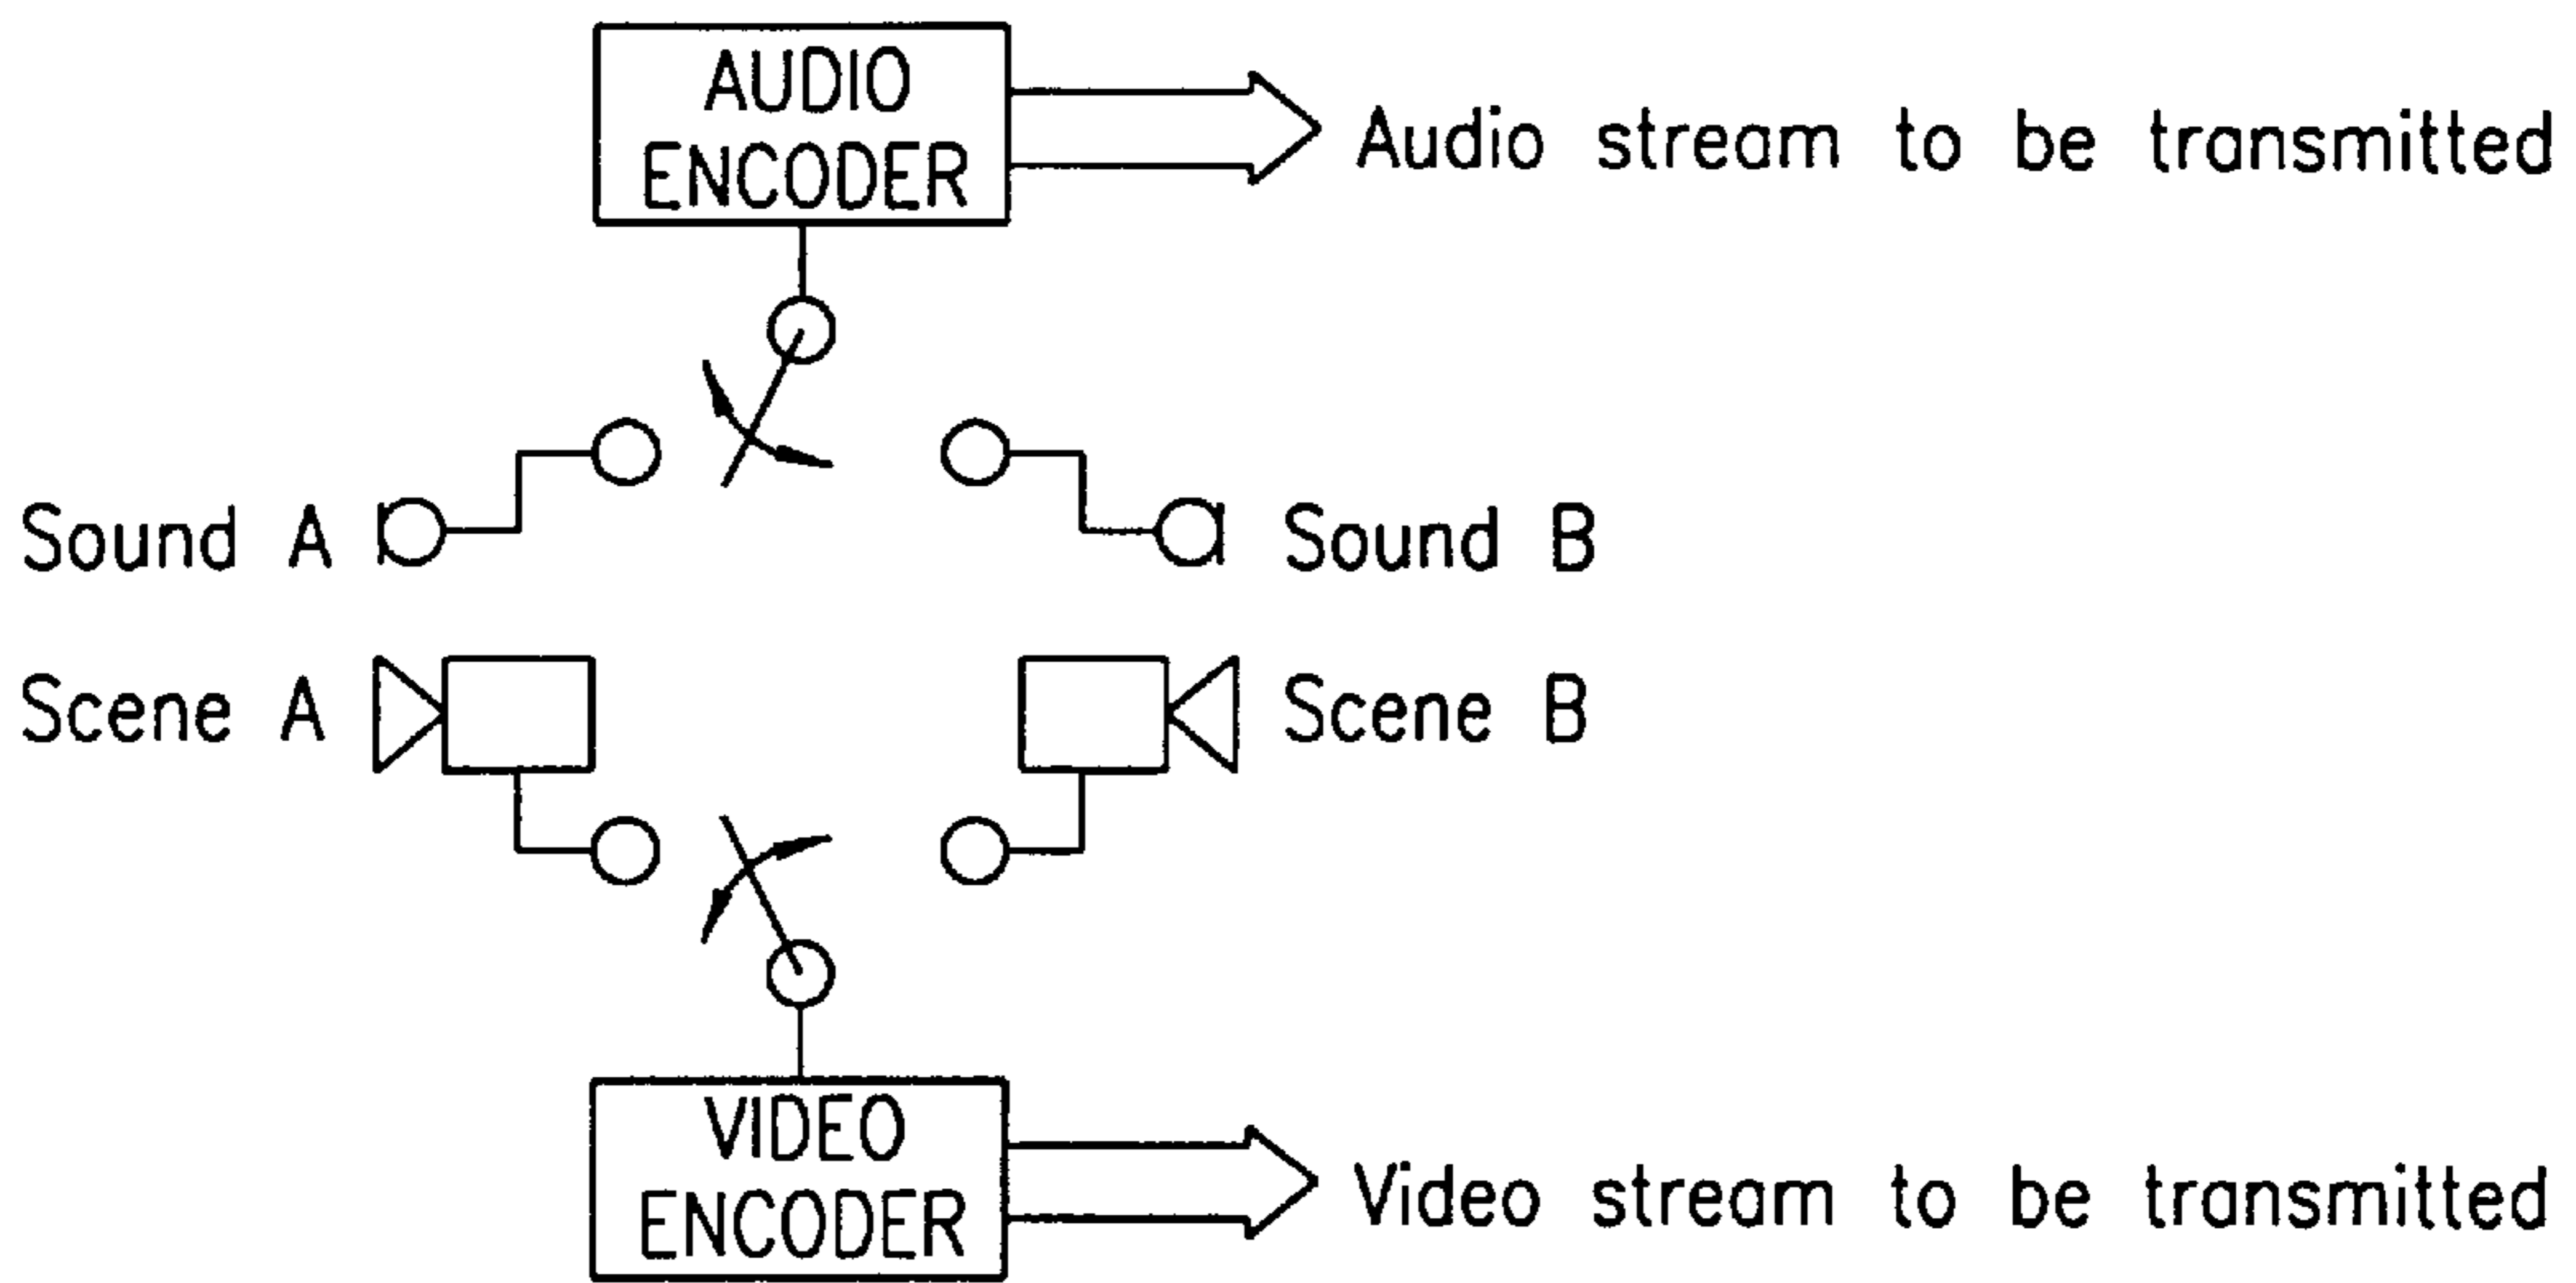 AUDIO
ENCODER
Audio stream to be transmitted
Sound A
Sound B
Scene A
Scene B
VIDEO
ENCODER
Video stream to be transmitted